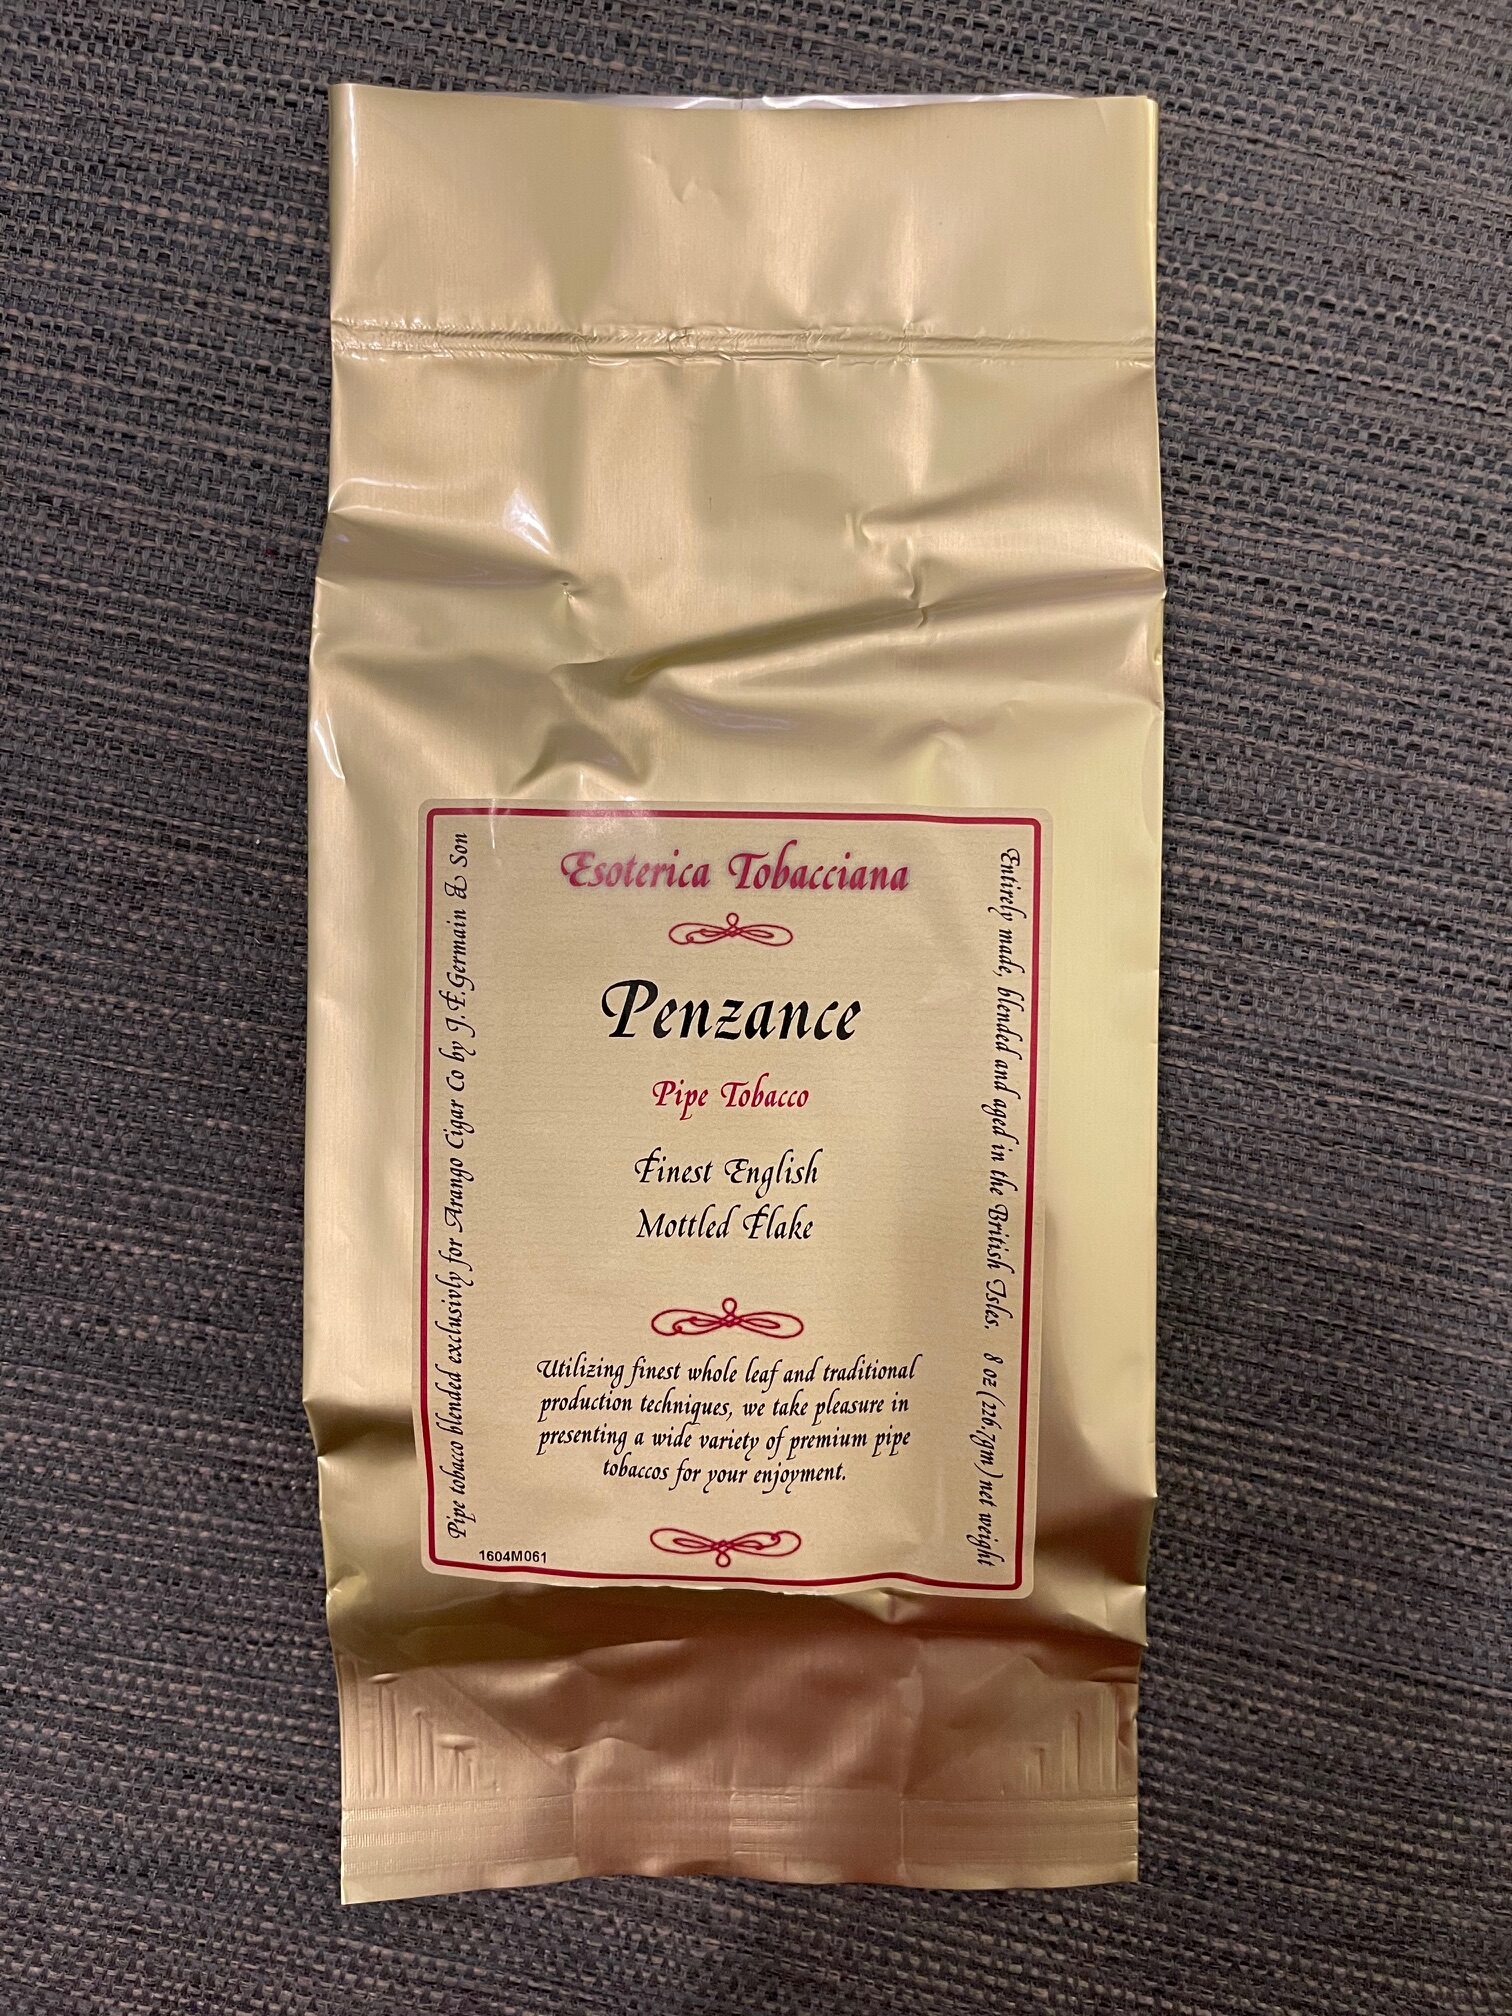 Esoterica Tobacciana
Penzance
Pipe Tobacco
Finest English
Mottled Flake
Utilizing finest whole leaf and traditional
production techniques, we take pleasure in
presenting a wide variety of premium pipe
tobaccos for your enjoyment.
1604M061
Pipe tobacco blended exclusivly for Arango Cigar Co by J.F.Germain & Son
Entirely made, blended and aged in the British Isles. 8 oz (226,7gm) net weight